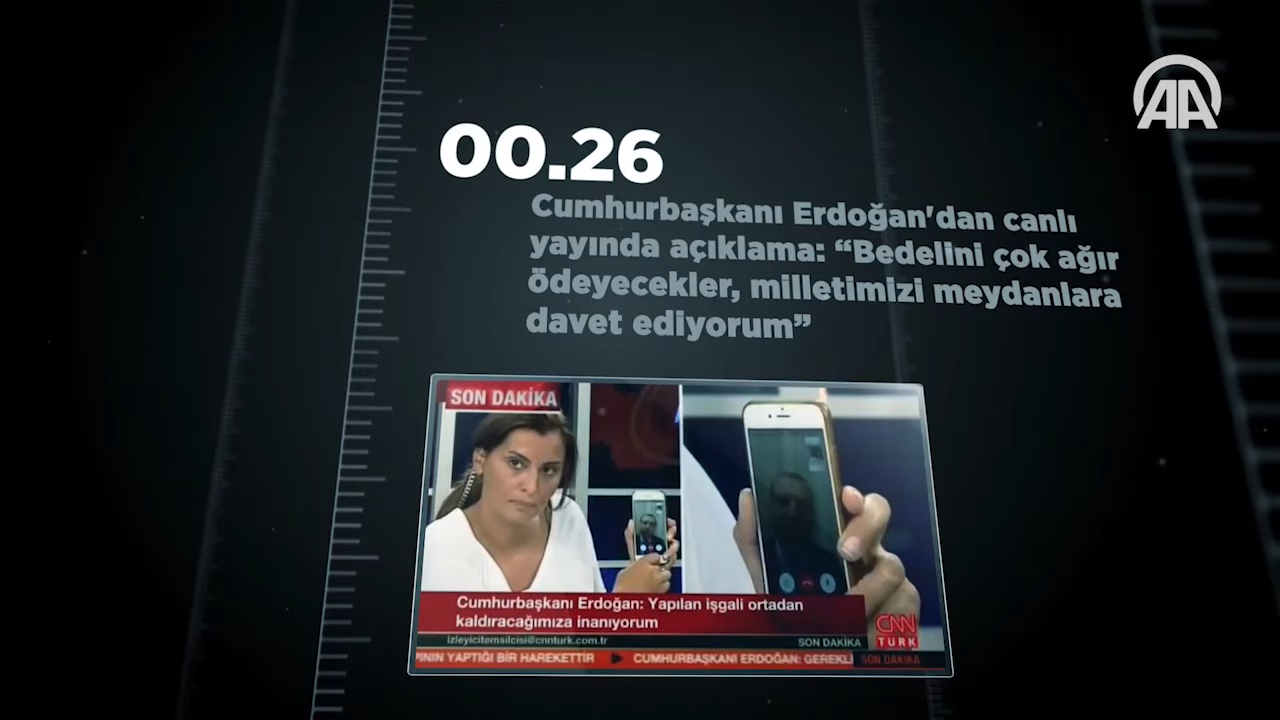 AA
00.26
Cumhurbaşkanı Erdoğan'dan canlı
yayında açıklama: “Bedelini çok ağır
ödeyecekler, milletimizi meydanlara
davet ediyorum”
SON DAKİKA
Cumhurbaşkanı Erdoğan: Yapılan işgali ortadan
kaldıracağımıza inanıyorum
CNN
TÜRK
izleyicitemsilcisi@cnnturk.com.tr
SON DAKİKA
PININ YAPTIĞI BİR HAREKETTİR CUMHURBAŞKANI ERDOĞAN: GEREKLİ
SON DAKİKA